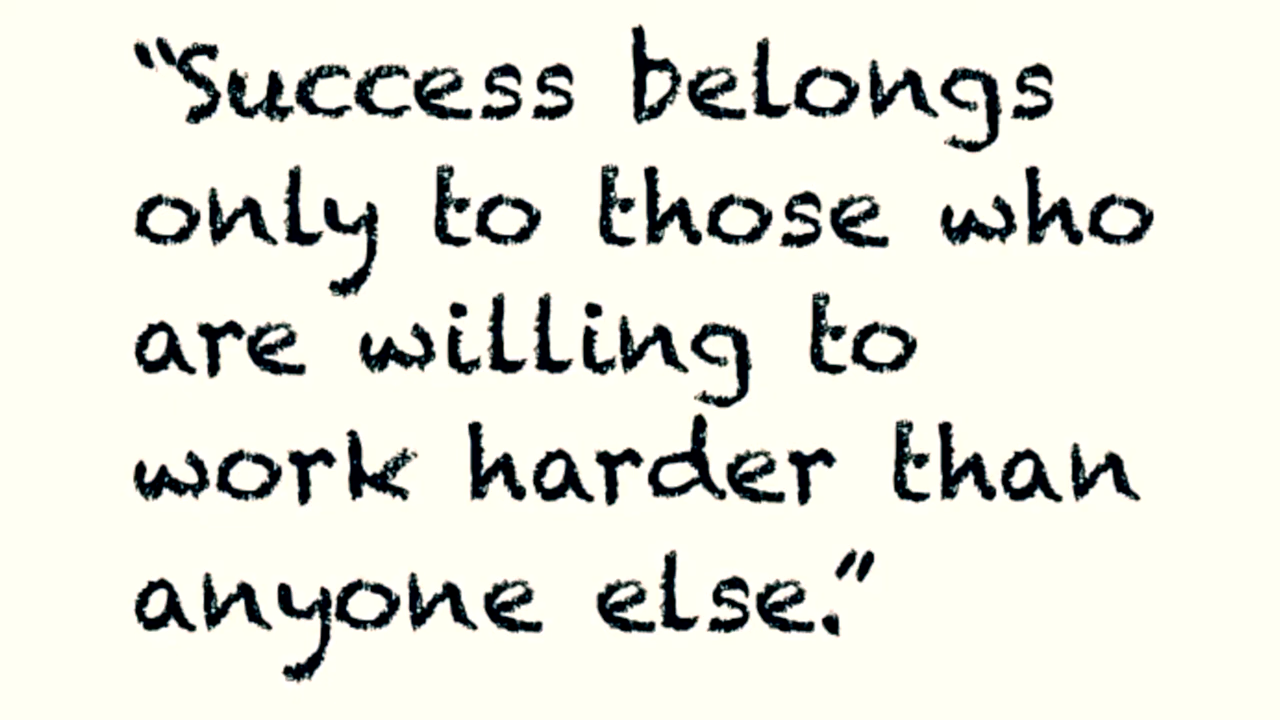 “Success belongs
only to those who
are willing to
work harder than
anyone else.”